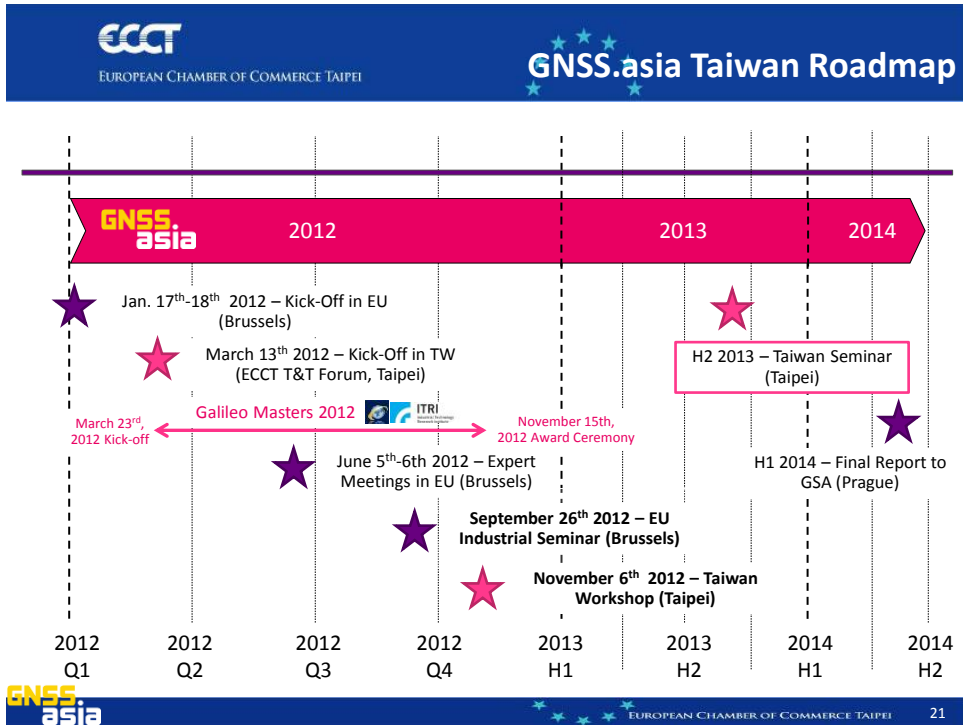 ECCT
EUROPEAN CHAMBER OF COMMERCE TAIPEI
GNSS.asia Taiwan Roadmap
GNSS
asia
2012
2013
2014
Jan. 17th-18th 2012 – Kick-Off in EU
(Brussels)
March 13th 2012 – Kick-Off in TW
(ECCT T&T Forum, Taipei)
H2 2013 – Taiwan Seminar
(Taipei)
Galileo Masters 2012
ITRI
Industrial Technology
Research Institute
March 23rd,
2012 Kick-off
November 15th,
2012 Award Ceremony
June 5th-6th 2012 – Expert
Meetings in EU (Brussels)
H1 2014 – Final Report to
GSA (Prague)
September 26th 2012 – EU
Industrial Seminar (Brussels)
November 6th 2012 – Taiwan
Workshop (Taipei)
2012
Q1
2012
Q2
2012
Q3
2012
Q4
2013
H1
2013
H2
2014
H1
2014
H2
GNSS
asia
EUROPEAN CHAMBER OF COMMERCE TAIPEI
21